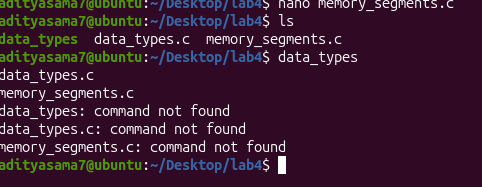 adityasama7@ubuntu:~/Desktop/lab4$ nano memory_segments.c
adityasama7@ubuntu:~/Desktop/lab4$ ls
data_types  data_types.c  memory_segments.c
adityasama7@ubuntu:~/Desktop/lab4$ data_types
data_types.c
memory_segments.c
data_types: command not found
data_types.c: command not found
memory_segments.c: command not found
adityasama7@ubuntu:~/Desktop/lab4$